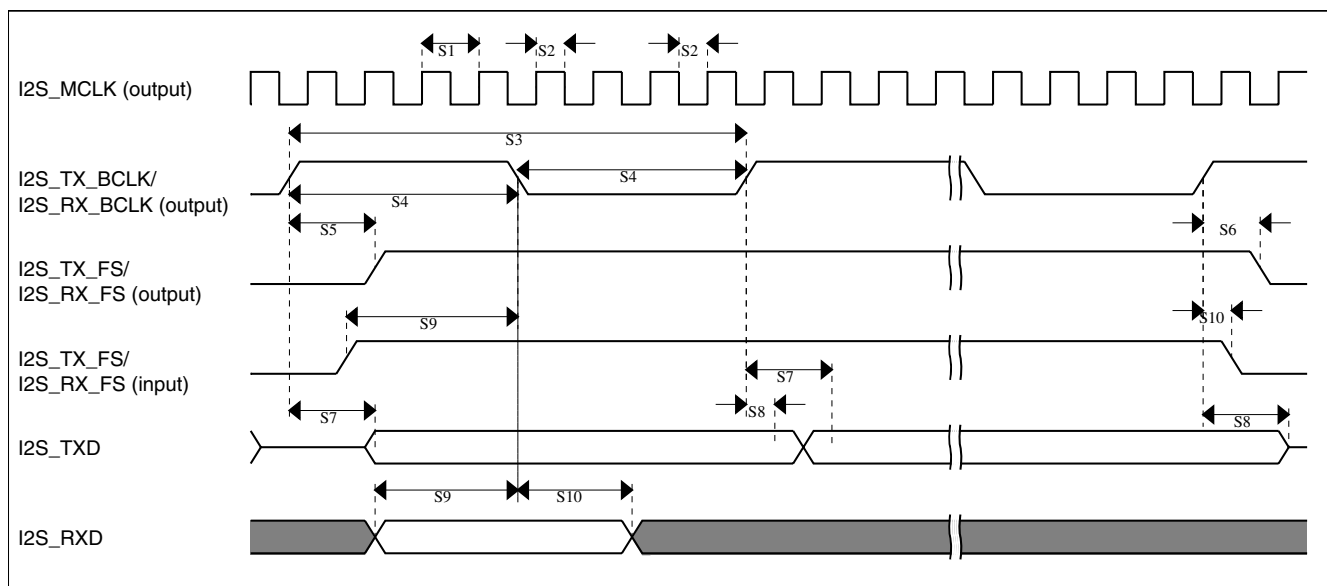 S1
S2
S2
I2S_MCLK (output)
S3
I2S_TX_BCLK/
I2S_RX_BCLK (output)
S4
S4
S5
S6
I2S_TX_FS/
I2S_RX_FS (output)
S9
S10
I2S_TX_FS/
I2S_RX_FS (input)
S7
S7
S8
S8
I2S_TXD
S9
S10
I2S_RXD